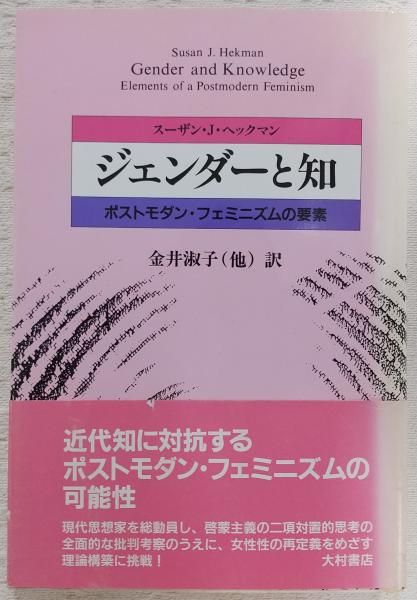 Susan J. Hekman
Gender and Knowledge
Elements of a Postmodern Feminism
スーザン・J・ヘックマン
ジェンダーと知
ポストモダン・フェミニズムの要素
金井淑子(他)訳
近代知に対抗する
ポストモダン・フェミニズムの
可能性
現代思想家を総動員し、啓蒙主義の二項対置的思考の
全面的な批判考察のうえに、女性性の再定義をめざす
理論構築に挑戦! 大村書店